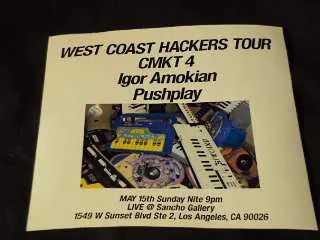 WEST COAST HACKERS TOUR
CMKT 4
Igor Amokian
Pushplay
MAY 15th Sunday Nite 9pm
LIVE @ Sancho Gallery
1549 W Sunset Blvd Ste 2, Los Angeles, CA 90026